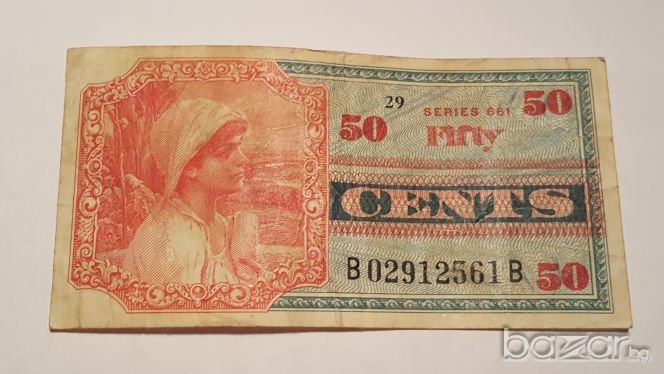 29 SERIES 661 50
50 Fifty
CENTS
B02912561B 50
bazar.bg